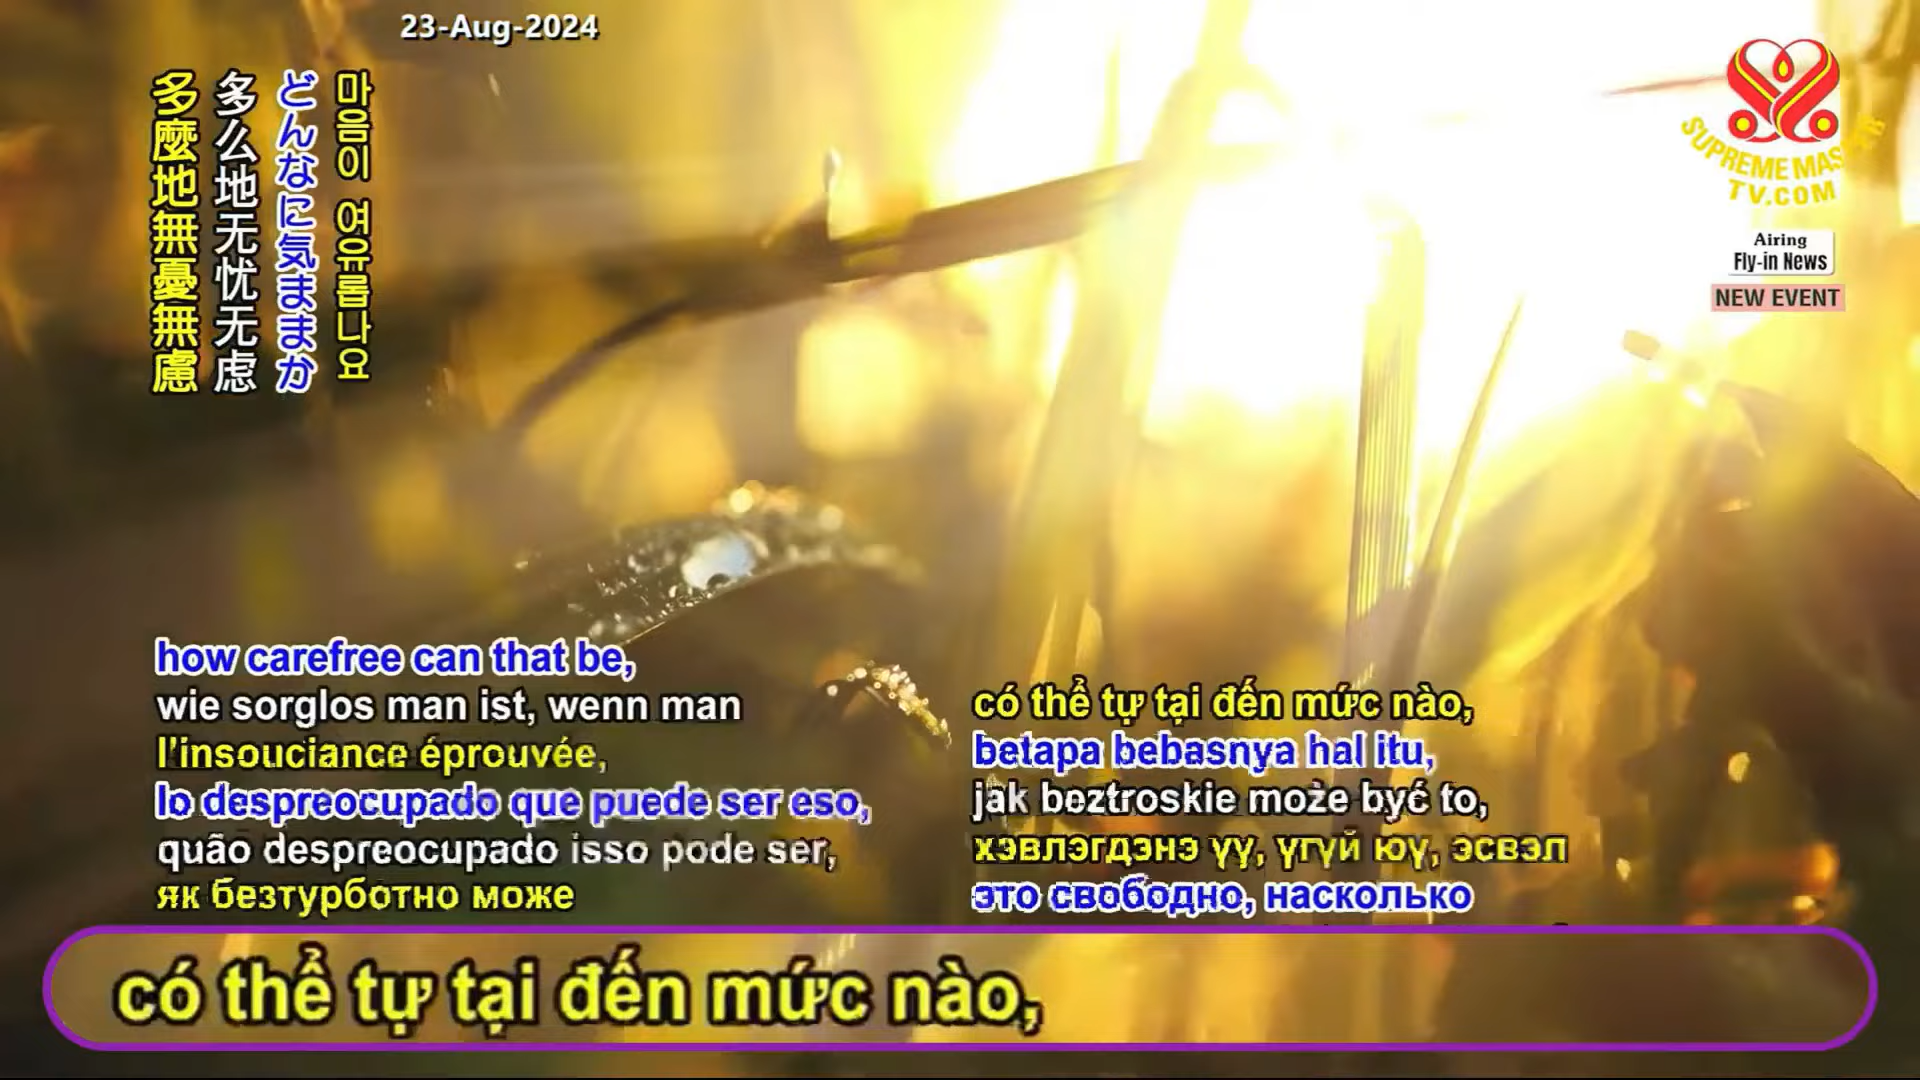 23-Aug-2024
多麼地無憂無慮
多么地无忧无虑
どんなに気ままか
마음이 여유롭나요
SUPREME MASTER
TV.COM
Airing
Fly-in News
NEW EVENT
how carefree can that be,
wie sorglos man ist, wenn man
l'insouciance éprouvée,
lo despreocupado que puede ser eso,
quão despreocupado isso pode ser,
як безтурботно може
có thể tự tại đến mức nào,
betapa bebasnya hal itu,
jak beztroskie może być to,
хэвлэгдэнэ үү, үгүй юү, эсвэл
это свободно, насколько
có thể tự tại đến mức nào,